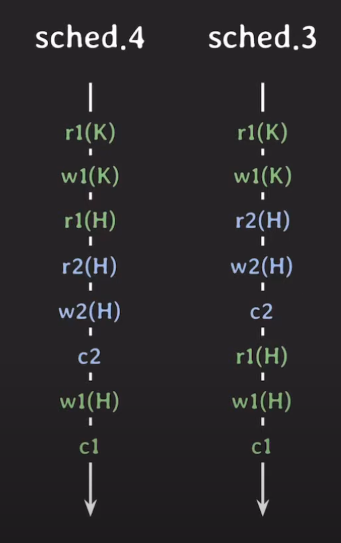 sched.4
r1(K)
w1(K)
r1(H)
r2(H)
w2(H)
c2
w1(H)
c1
sched.3
r1(K)
w1(K)
r2(H)
w2(H)
c2
r1(H)
w1(H)
c1